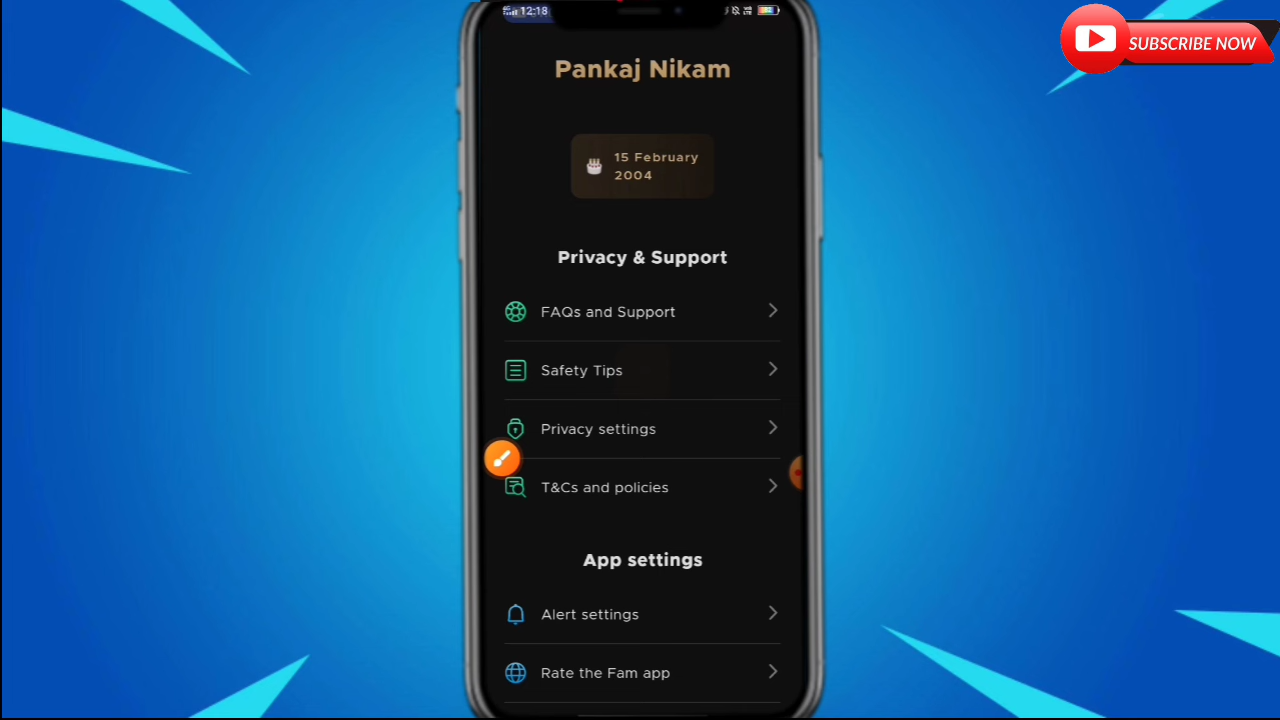 12:18
SUBSCRIBE NOW
Pankaj Nikam
15 February
2004
Privacy & Support
FAQs and Support
Safety Tips
Privacy settings
T&Cs and policies
App settings
Alert settings
Rate the Fam app